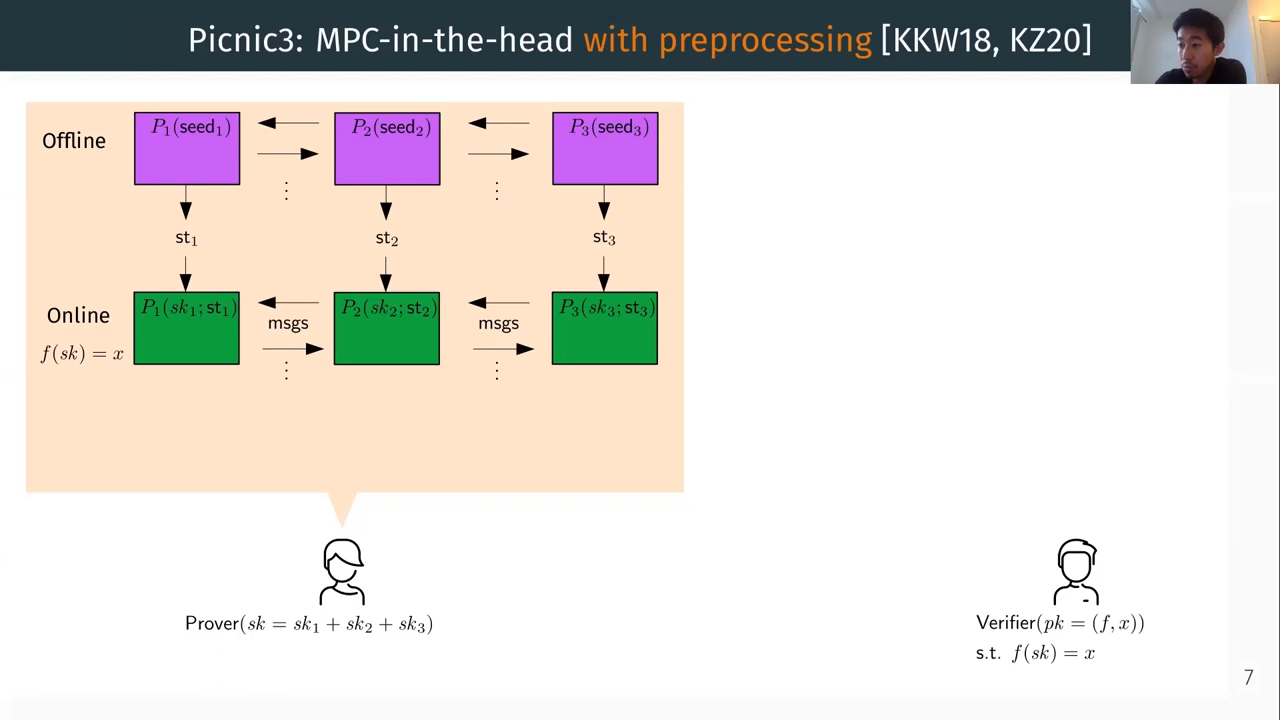 Picnic3: MPC-in-the-head with preprocessing [KKW18, KZ20]
Offline
P₁(seed₁)
P₂(seed₂)
P₃(seed₃)
⋮ ⋮
st₁
st₂
st₃
Online
f(sk) = x
P₁(sk₁; st₁)
msgs
P₂(sk₂; st₂)
msgs
P₃(sk₃; st₃)
⋮ ⋮
Prover(sk = sk₁ + sk₂ + sk₃)
Verifier(pk = (f, x))
s.t. f(sk) = x
7